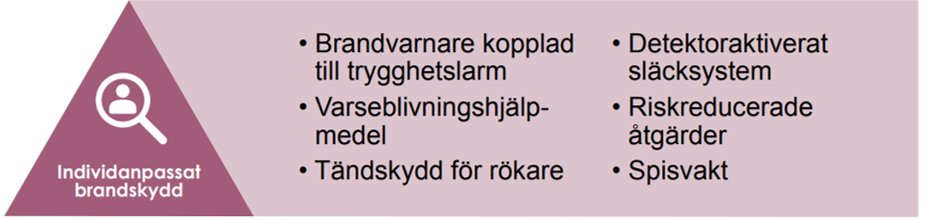 Individanpassat
brandskydd
• Brandvarnare kopplad
till trygghetslarm
• Varseblivningshjälp-
medel
• Tändskydd för rökare
• Detektoraktiverat
släcksystem
• Riskreducerade
åtgärder
• Spisvakt